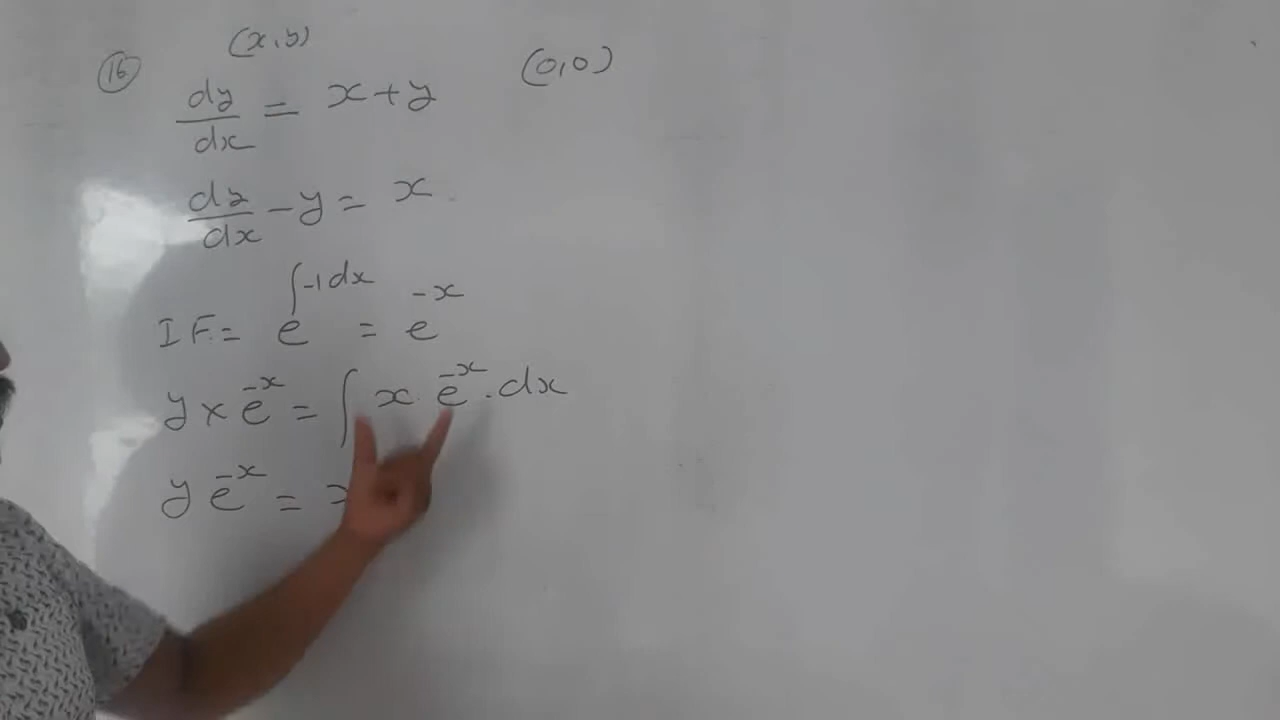 (x,y)
(0,0)
16
dy/dx = x+y
dy/dx - y = x
IF = e^∫-1dx = e^-x
y × e^-x = ∫ x · e^-x · dx
y e^-x = x